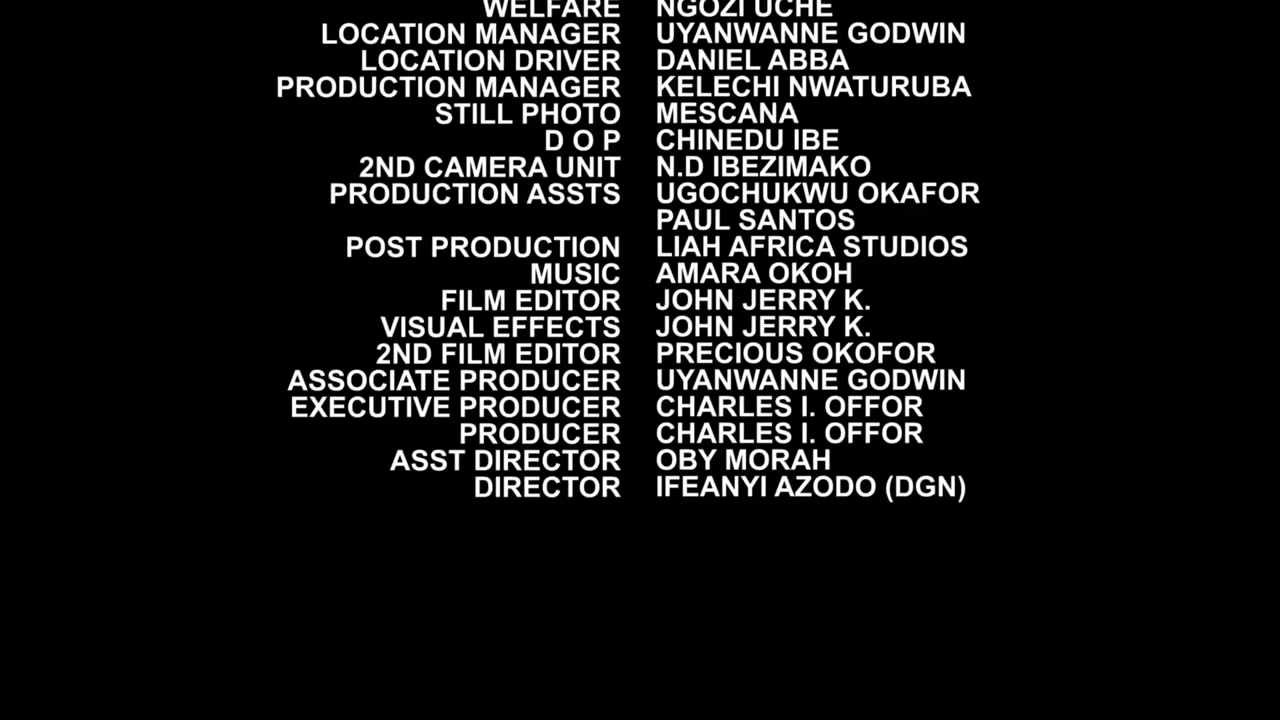 WELFARE NGOZI UCHE
LOCATION MANAGER UYANWANNE GODWIN
LOCATION DRIVER DANIEL ABBA
PRODUCTION MANAGER KELECHI NWATURUBA
STILL PHOTO MESCANA
D O P CHINEDU IBE
2ND CAMERA UNIT N.D IBEZIMAKO
PRODUCTION ASSTS UGOCHUKWU OKAFOR
PAUL SANTOS
POST PRODUCTION LIAH AFRICA STUDIOS
MUSIC AMARA OKOH
FILM EDITOR JOHN JERRY K.
VISUAL EFFECTS JOHN JERRY K.
2ND FILM EDITOR PRECIOUS OKOFOR
ASSOCIATE PRODUCER UYANWANNE GODWIN
EXECUTIVE PRODUCER CHARLES I. OFFOR
PRODUCER CHARLES I. OFFOR
ASST DIRECTOR OBY MORAH
DIRECTOR IFEANYI AZODO (DGN)